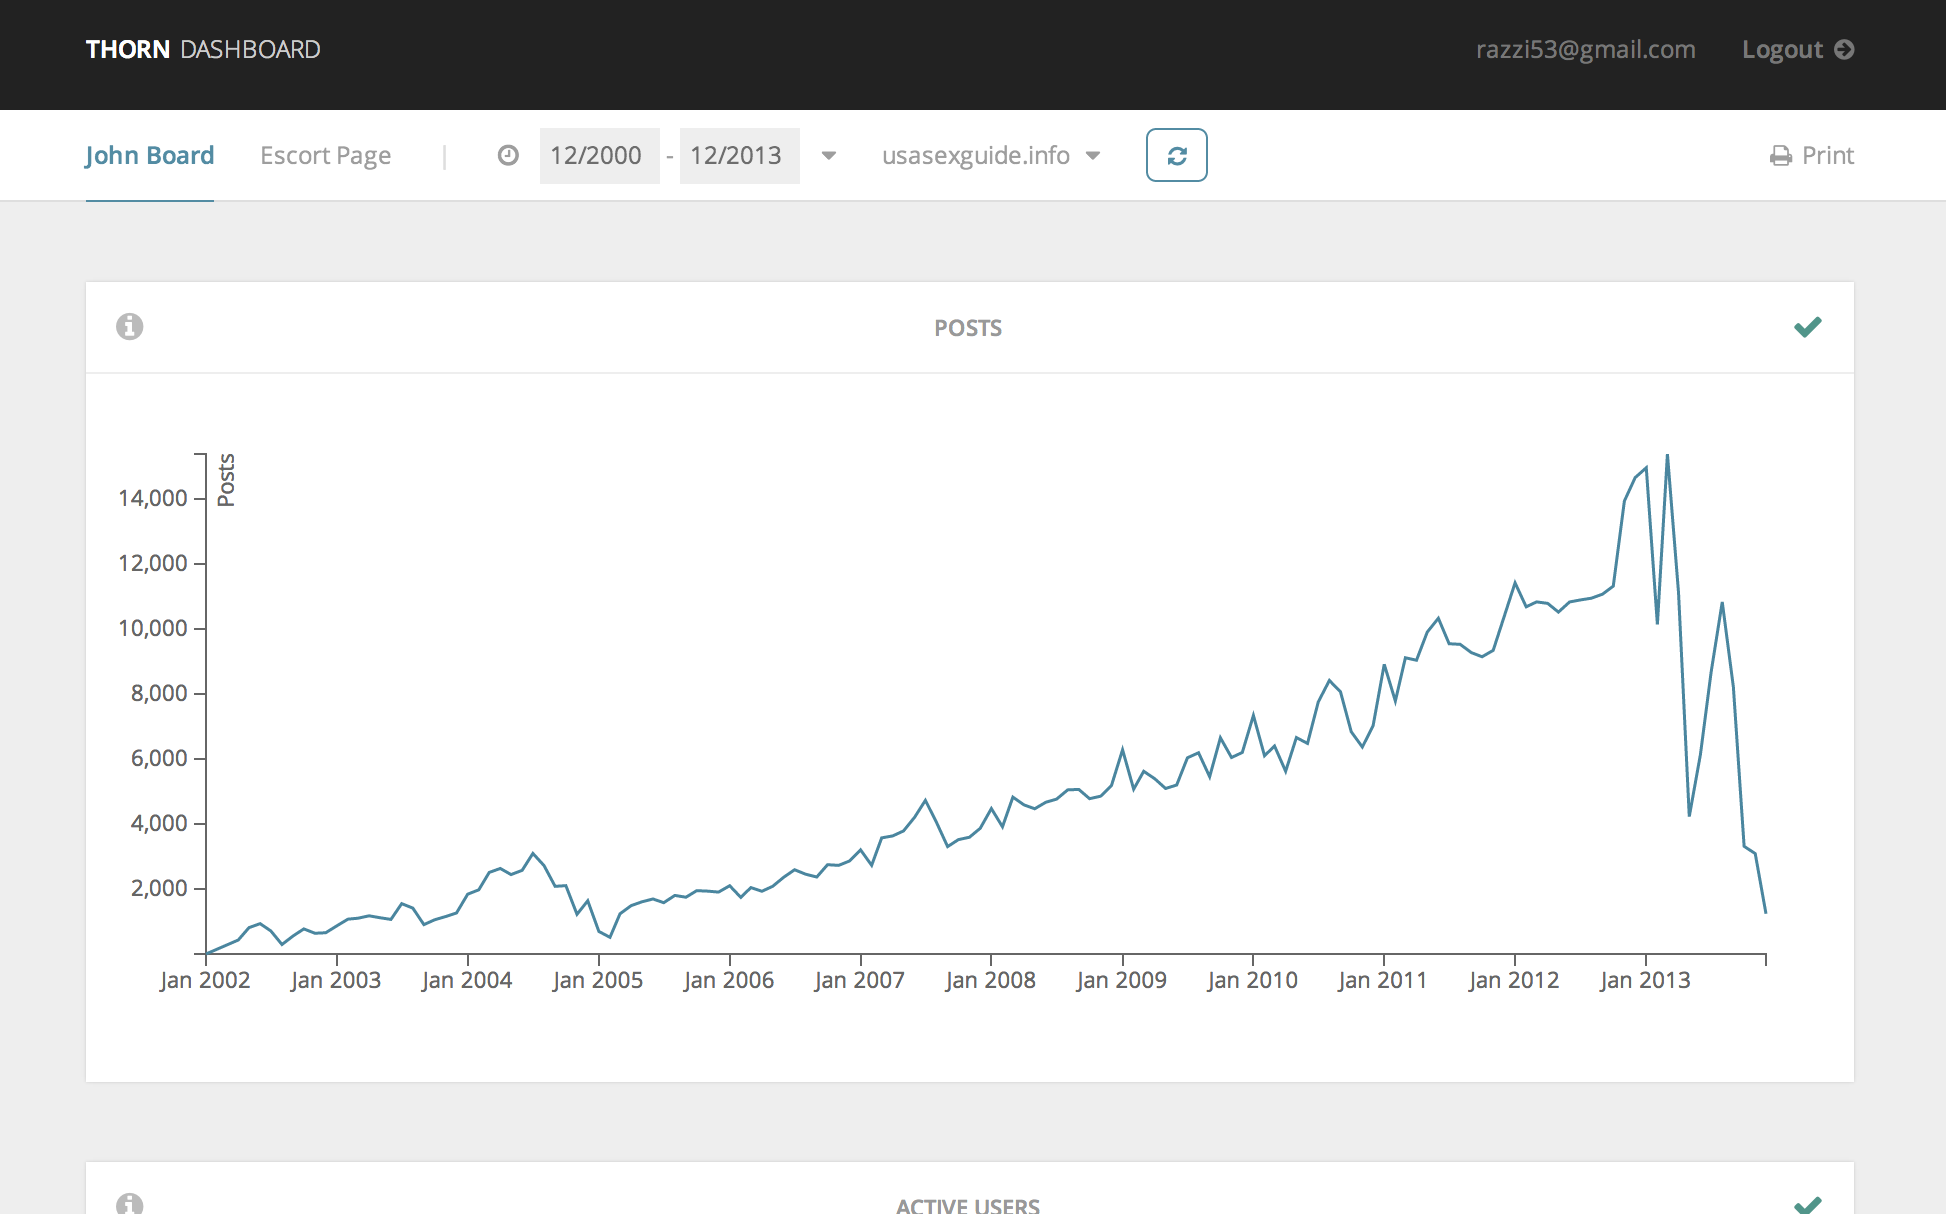 THORN DASHBOARD
razzi53@gmail.com
Logout
John Board
Escort Page
|
12/2000 - 12/2013
usasexguide.info
Print
POSTS
Posts
14,000
12,000
10,000
8,000
6,000
4,000
2,000
Jan 2002 Jan 2003 Jan 2004 Jan 2005 Jan 2006 Jan 2007 Jan 2008 Jan 2009 Jan 2010 Jan 2011 Jan 2012 Jan 2013
ACTIVE USERS